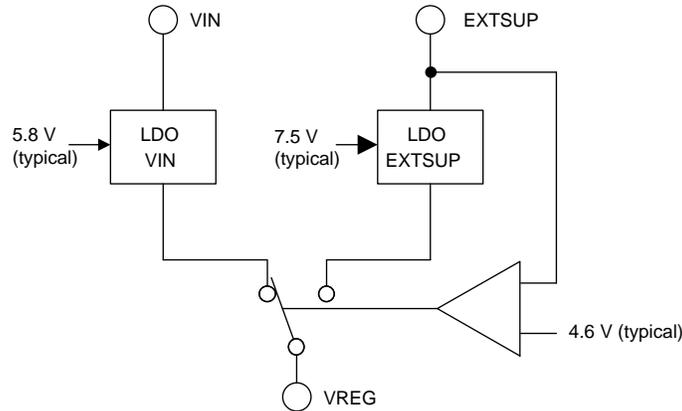 VIN
EXTSUP
5.8 V
(typical)
LDO
VIN
7.5 V
(typical)
LDO
EXTSUP
4.6 V (typical)
VREG